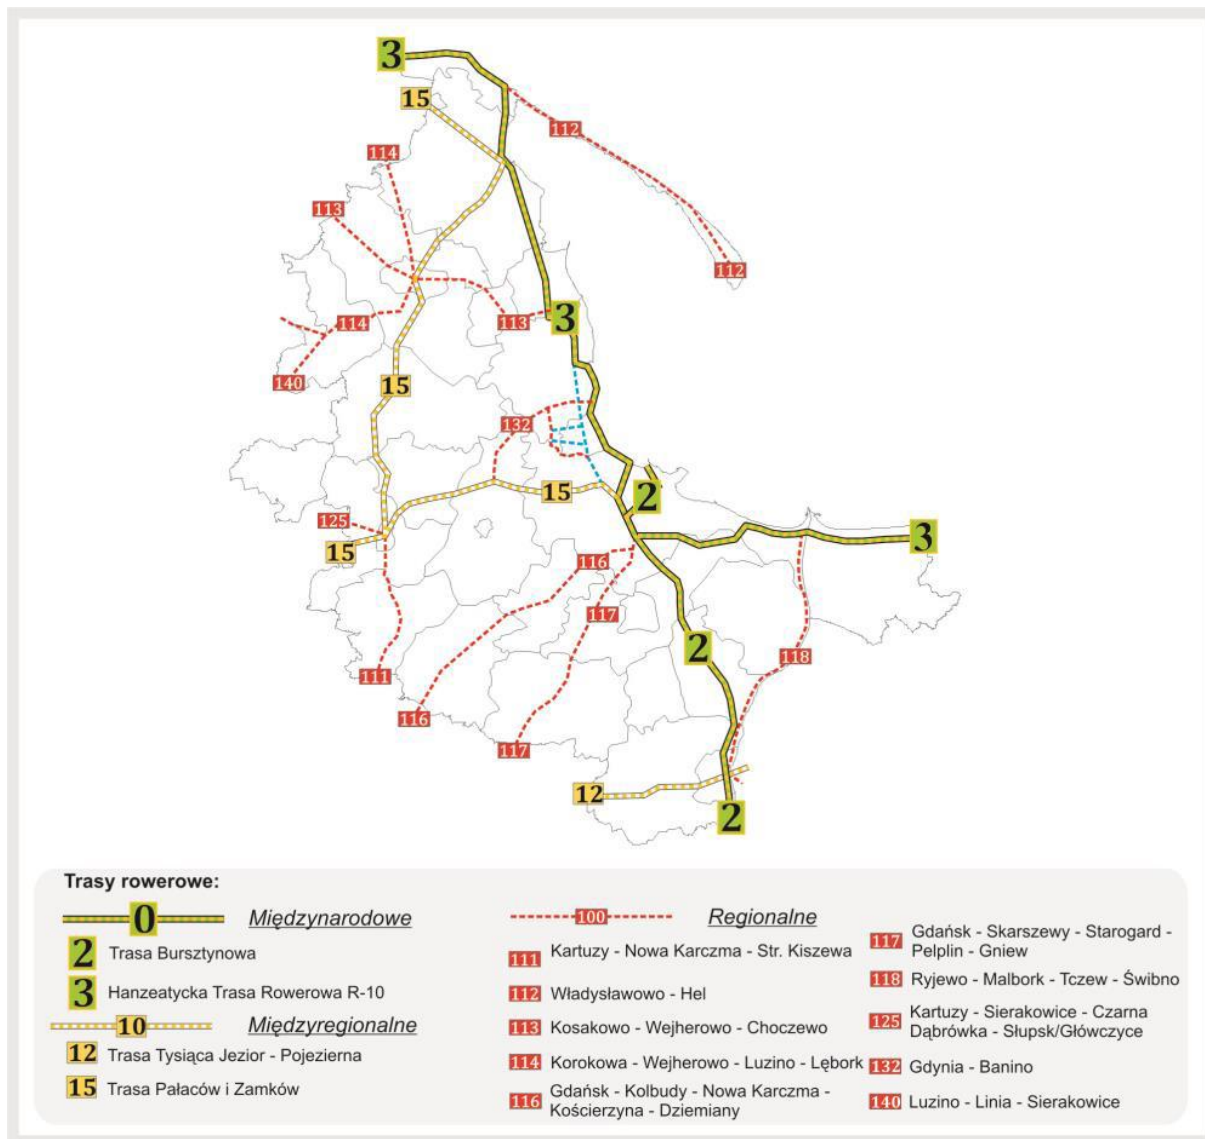 3
15
114
112
113
112
3
114
113
140
15
132
15
2
125
15
3
116
117
2
118
111
116
117
12
2
Trasy rowerowe:
0 Międzynarodowe
2 Trasa Bursztynowa
3 Hanzeatycka Trasa Rowerowa R-10
10 Międzyregionalne
12 Trasa Tysiąca Jezior - Pojezierna
15 Trasa Pałaców i Zamków
100 Regionalne
111 Kartuzy - Nowa Karczma - Str. Kiszewa
112 Władysławowo - Hel
113 Kosakowo - Wejherowo - Choczewo
114 Korokowa - Wejherowo - Luzino - Lębork
116 Gdańsk - Kolbudy - Nowa Karczma -
Kościerzyna - Dziemiany
117 Gdańsk - Skarszewy - Starogard -
Pelplin - Gniew
118 Ryjewo - Malbork - Tczew - Świbno
125 Kartuzy - Sierakowice - Czarna
Dąbrówka - Słupsk/Główczyce
132 Gdynia - Banino
140 Luzino - Linia - Sierakowice